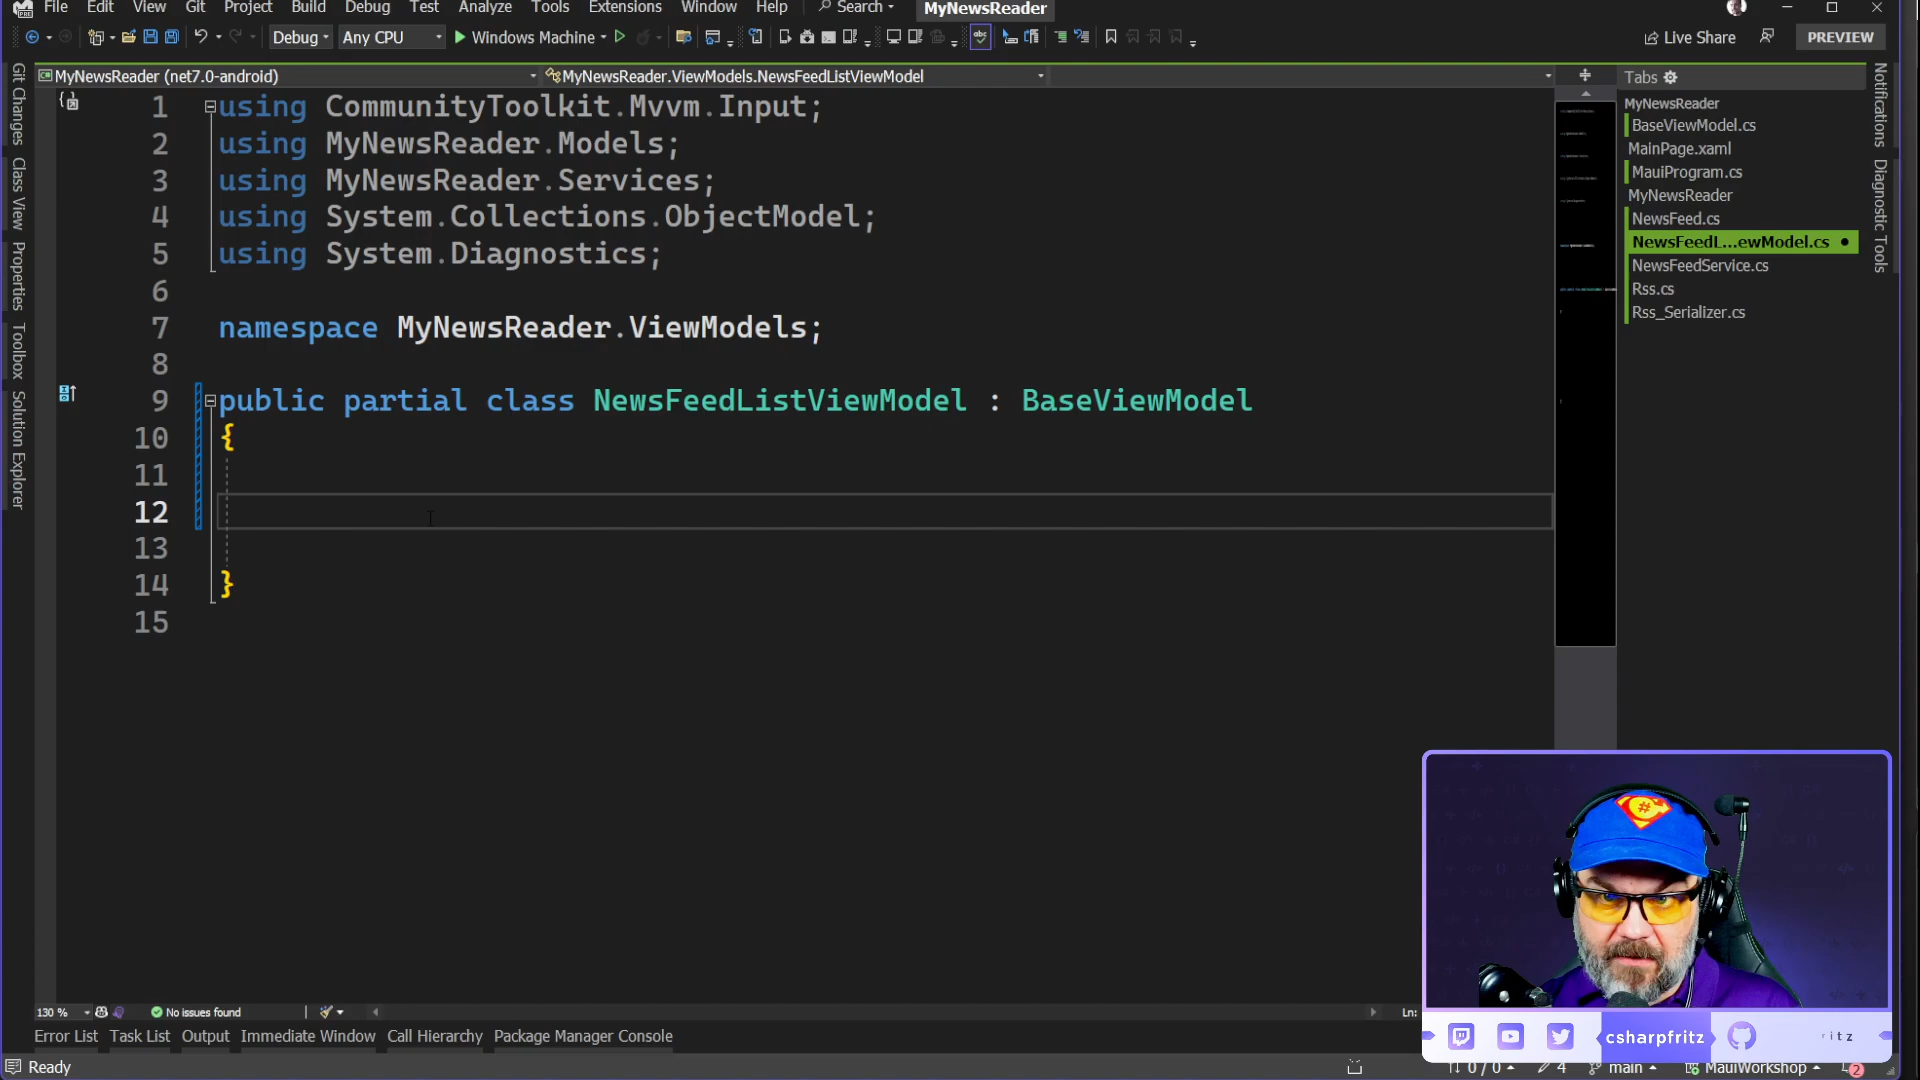 File Edit View Git Project Build Debug Test Analyze Tools Extensions Window Help Search MyNewsReader
Debug Any CPU Windows Machine Live Share PREVIEW
MyNewsReader (net7.0-android) MyNewsReader.ViewModels.NewsFeedListViewModel
1 using CommunityToolkit.Mvvm.Input;
2 using MyNewsReader.Models;
3 using MyNewsReader.Services;
4 using System.Collections.ObjectModel;
5 using System.Diagnostics;
6
7 namespace MyNewsReader.ViewModels;
8
9 public partial class NewsFeedListViewModel : BaseViewModel
10 {
11
12
13
14 }
15
Git Changes
Class View
Properties
Toolbox
Solution Explorer
Tabs
MyNewsReader
BaseViewModel.cs
MainPage.xaml
MauiProgram.cs
MyNewsReader
NewsFeed.cs
NewsFeedL...ewModel.cs
NewsFeedService.cs
Rss.cs
Rss_Serializer.cs
Notifications
Diagnostic Tools
130 % No issues found Ln:
Error List Task List Output Immediate Window Call Hierarchy Package Manager Console
csharpfritz
Ready 0 / 0 4 main MauiWorkshop 2